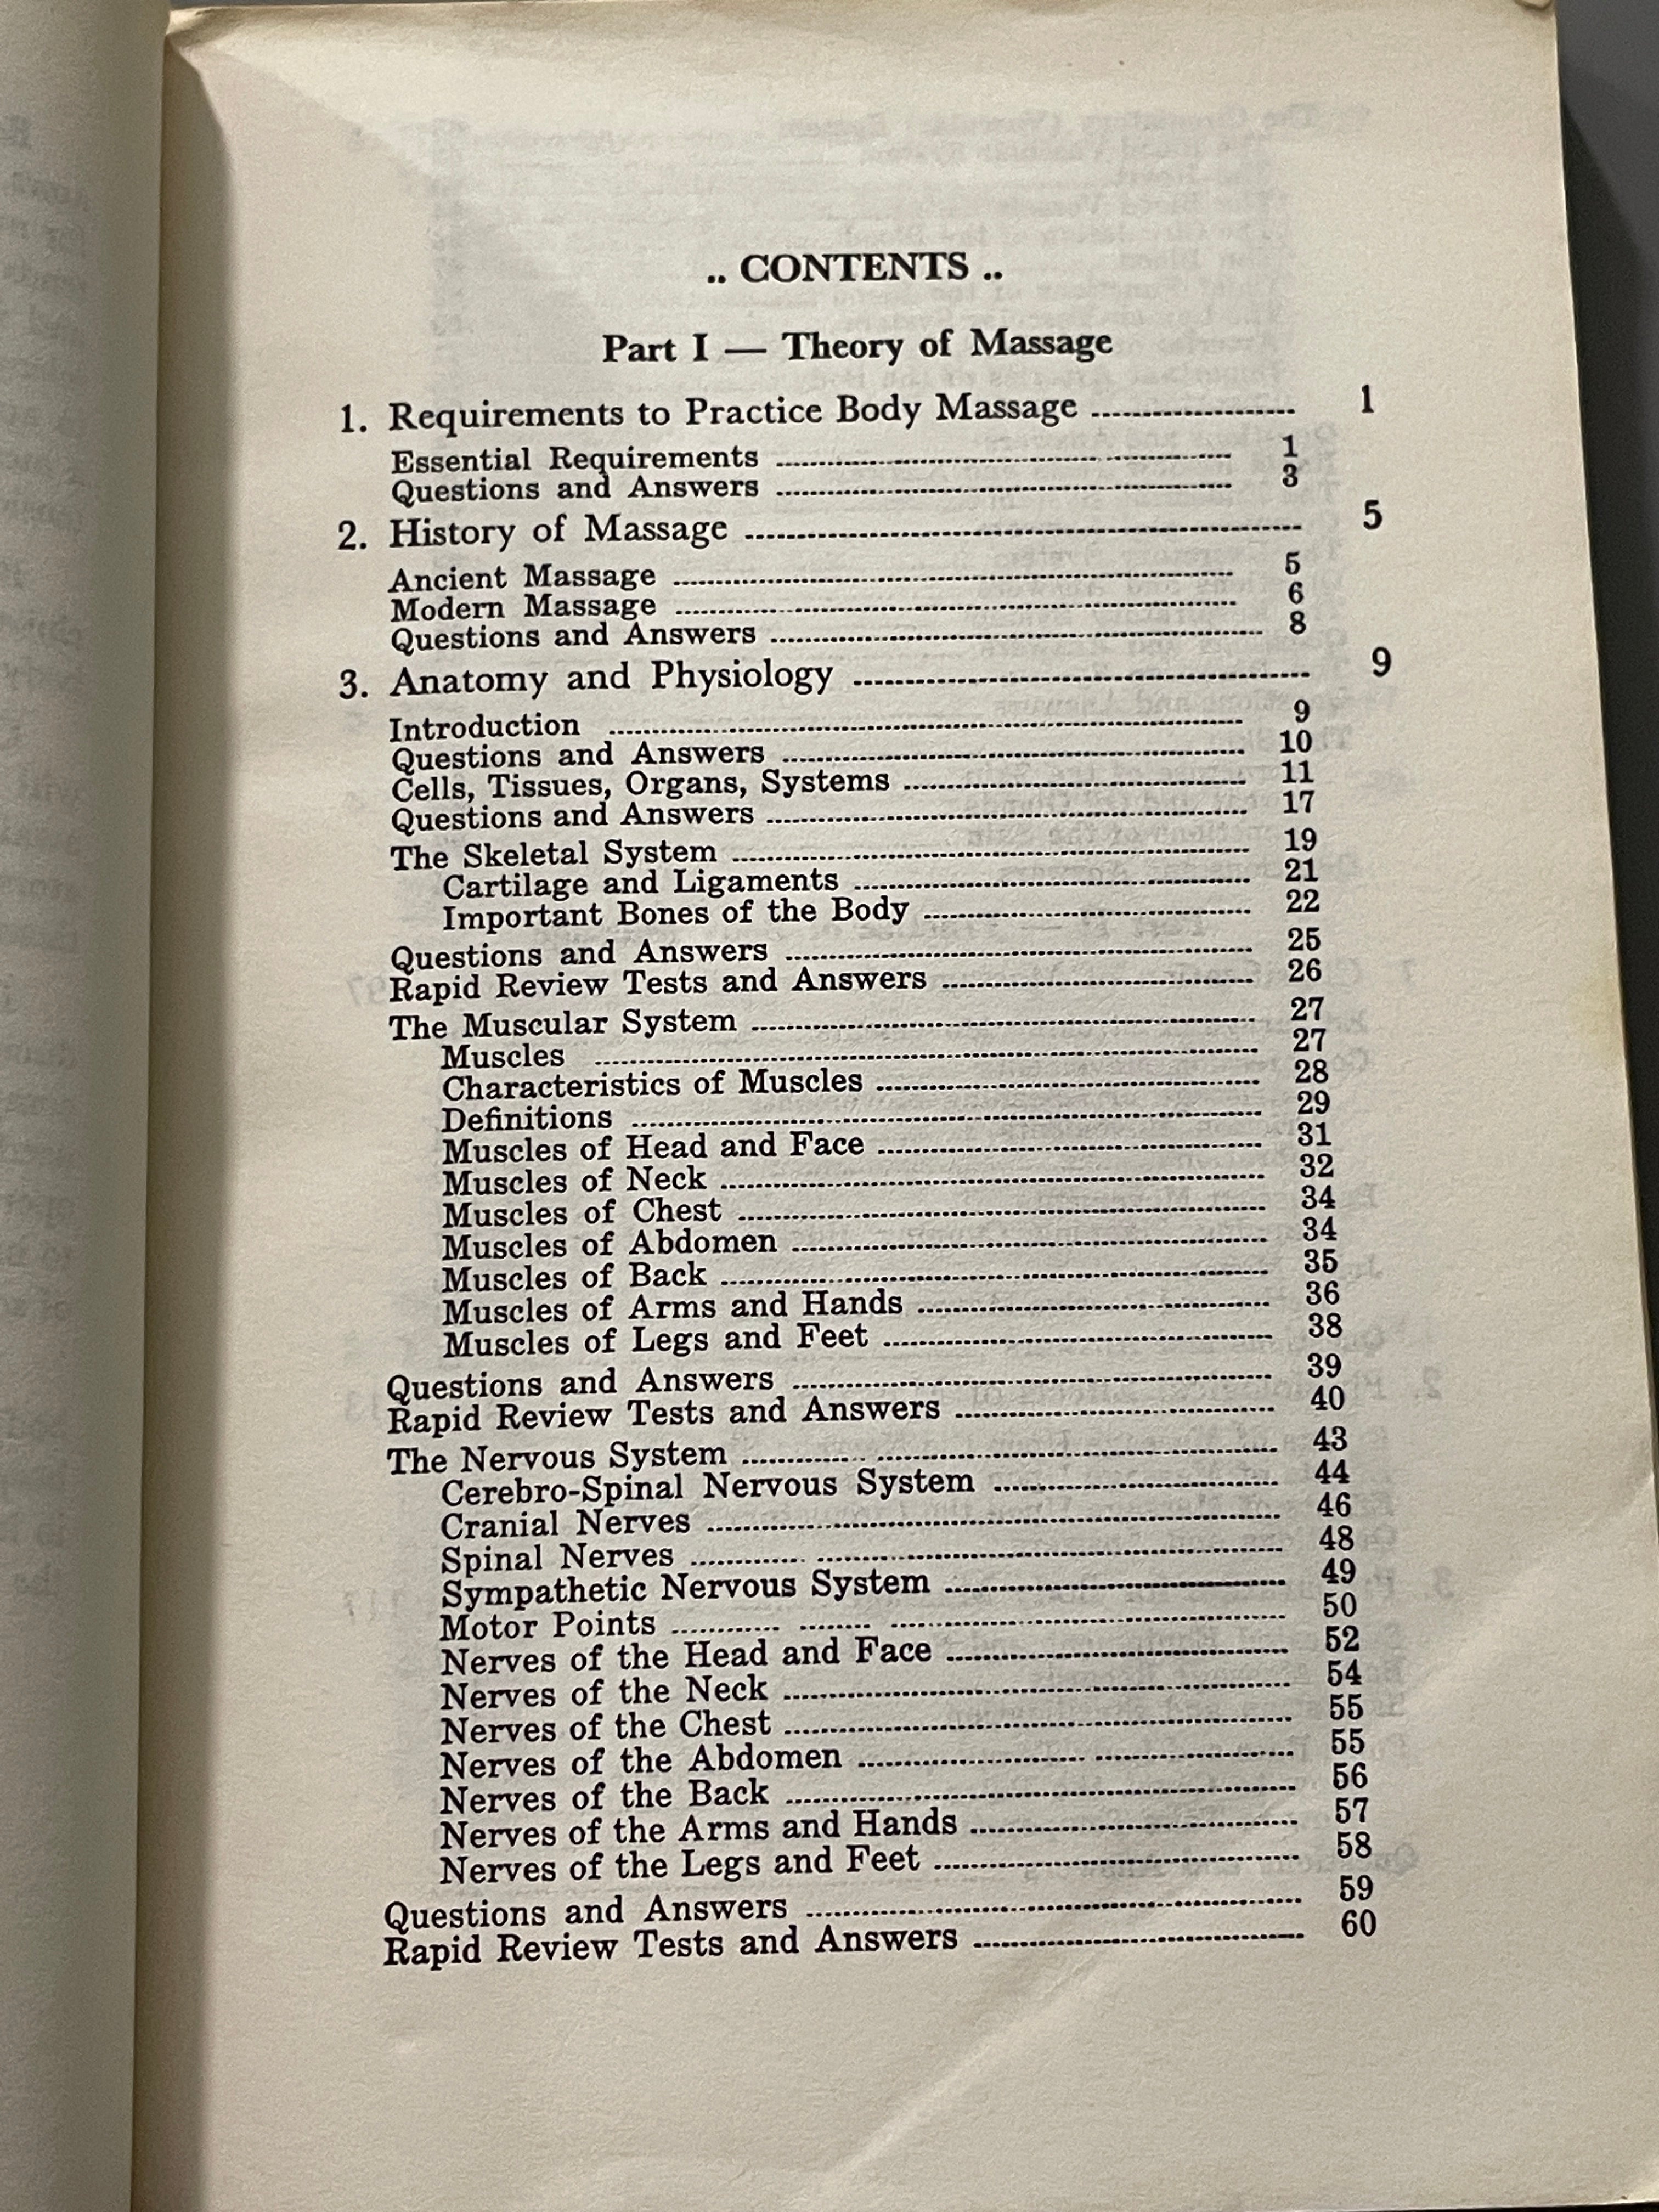 .. CONTENTS ..
Part I — Theory of Massage
1. Requirements to Practice Body Massage ........ 1
Essential Requirements ........ 1
Questions and Answers ........ 3
2. History of Massage ........ 5
Ancient Massage ........ 5
Modern Massage ........ 6
Questions and Answers ........ 8
3. Anatomy and Physiology ........ 9
Introduction ........ 9
Questions and Answers ........ 10
Cells, Tissues, Organs, Systems ........ 11
Questions and Answers ........ 17
The Skeletal System ........ 19
Cartilage and Ligaments ........ 21
Important Bones of the Body ........ 22
Questions and Answers ........ 25
Rapid Review Tests and Answers ........ 26
The Muscular System ........ 27
Muscles ........ 27
Characteristics of Muscles ........ 28
Definitions ........ 29
Muscles of Head and Face ........ 31
Muscles of Neck ........ 32
Muscles of Chest ........ 34
Muscles of Abdomen ........ 34
Muscles of Back ........ 35
Muscles of Arms and Hands ........ 36
Muscles of Legs and Feet ........ 38
Questions and Answers ........ 39
Rapid Review Tests and Answers ........ 40
The Nervous System ........ 43
Cerebro-Spinal Nervous System ........ 44
Cranial Nerves ........ 46
Spinal Nerves ........ 48
Sympathetic Nervous System ........ 49
Motor Points ........ 50
Nerves of the Head and Face ........ 52
Nerves of the Neck ........ 54
Nerves of the Chest ........ 55
Nerves of the Abdomen ........ 55
Nerves of the Back ........ 56
Nerves of the Arms and Hands ........ 57
Nerves of the Legs and Feet ........ 58
Questions and Answers ........ 59
Rapid Review Tests and Answers ........ 60